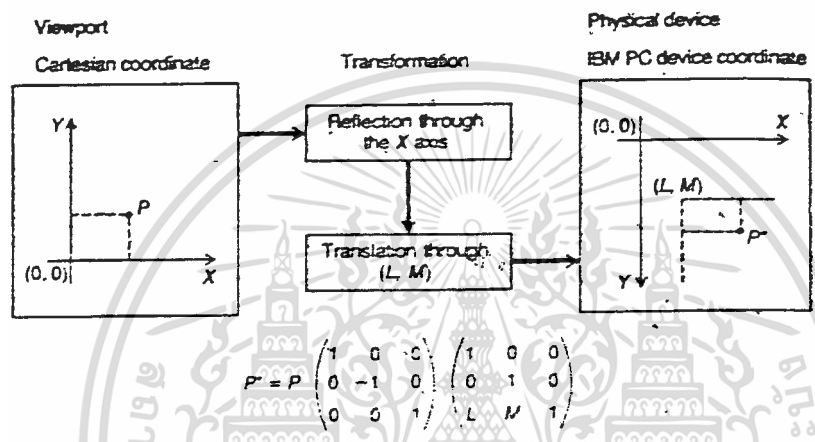 Viewport
Cartesian coordinate
Transformation
Physical device
IBM PC device coordinate
Y
P
(0, 0)
X
Reflection through
the X axis
Translation through
(L, M)
(0, 0)
X
(L, M)
P*
Y
P* = P ( 1 0 0 ) ( 1 0 0 )
( 0 -1 0 ) ( 0 1 0 )
( 0 0 1 ) ( L M 1 )